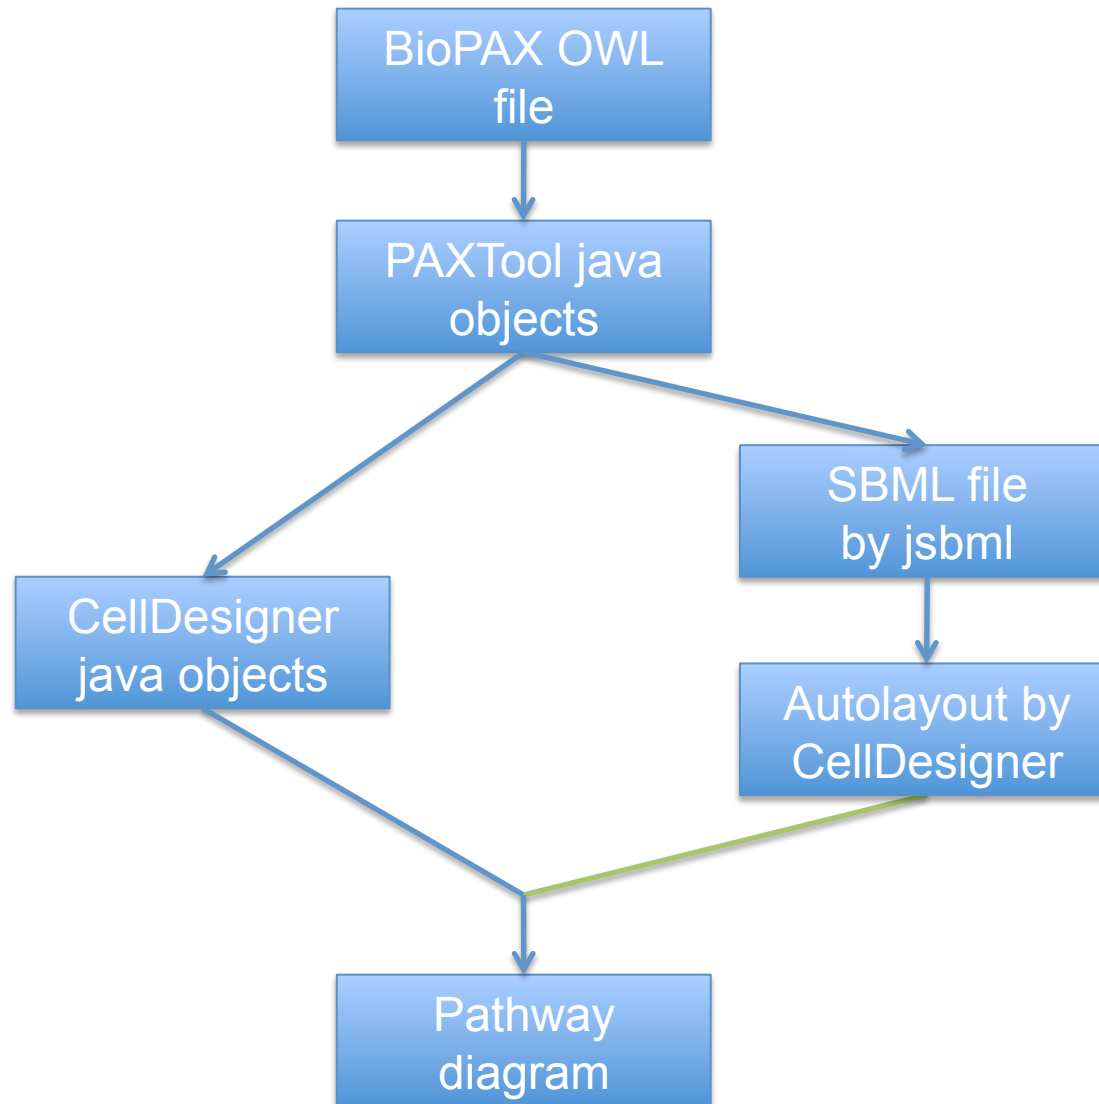 BioPAX OWL
file
PAXTool java
objects
SBML file
by jsbml
CellDesigner
java objects
Autolayout by
CellDesigner
Pathway
diagram